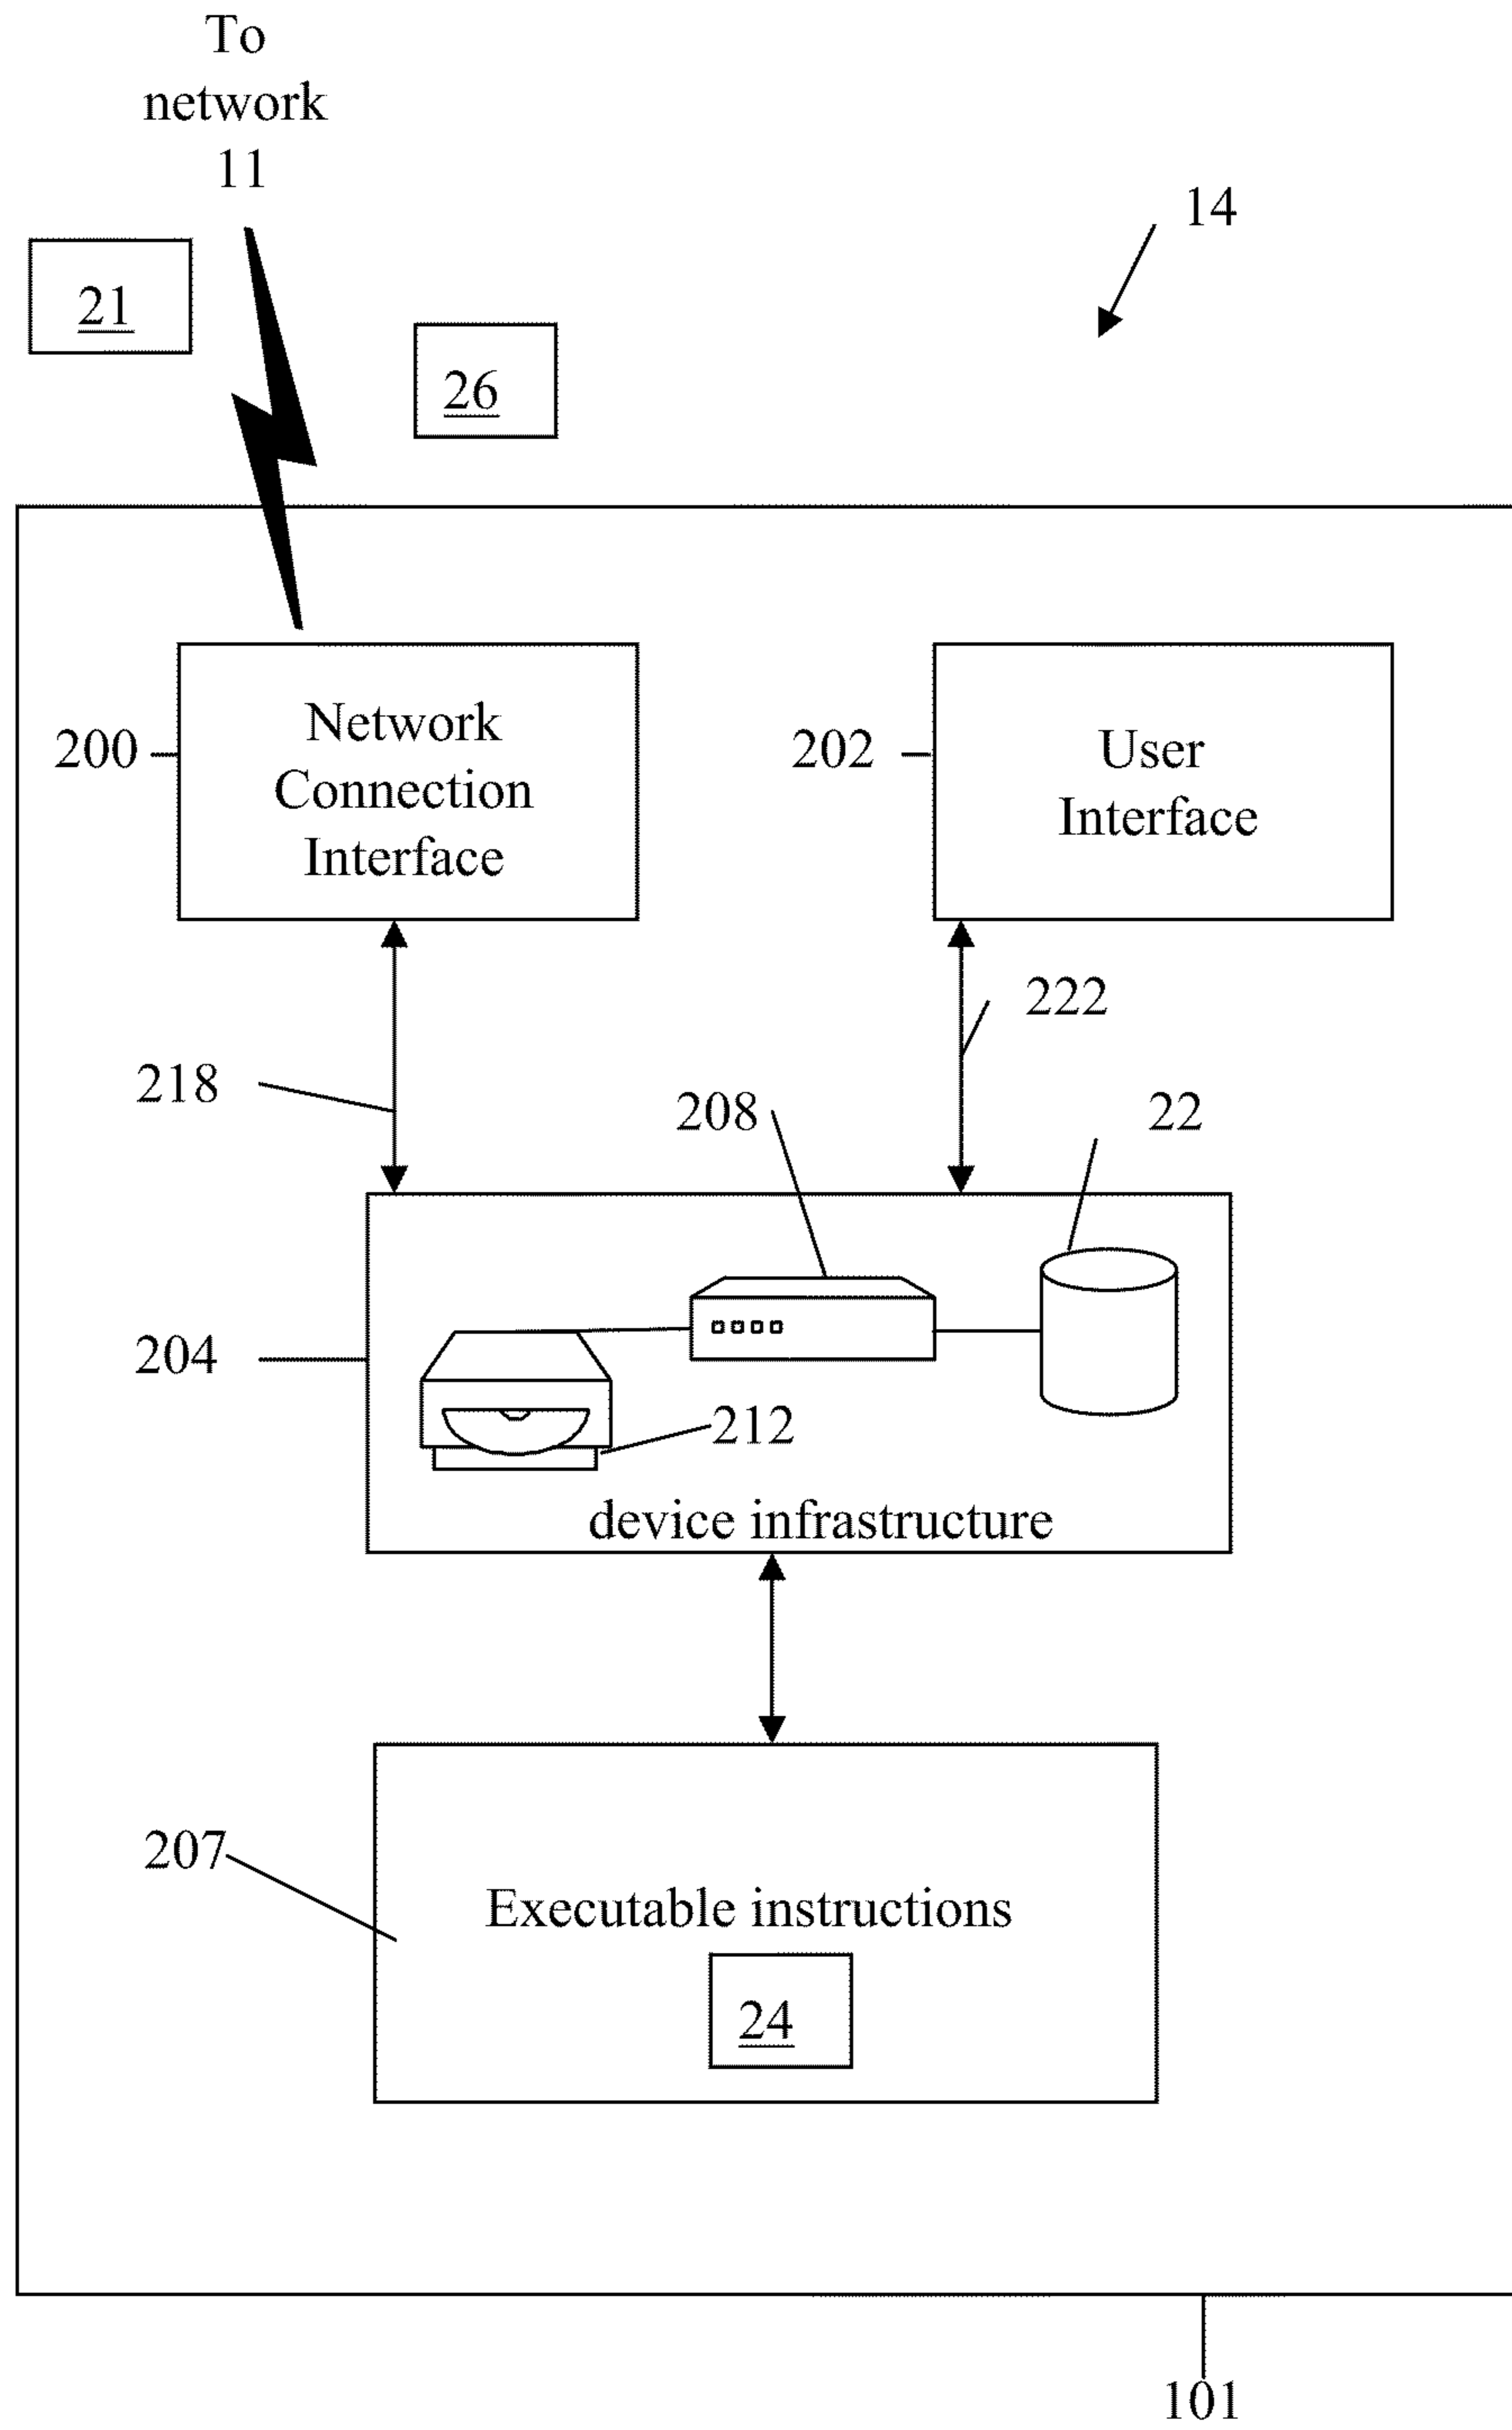 To
network
11
14
21
26
200
Network
Connection
Interface
202
User
Interface
222
218
208
22
204
212
device infrastructure
207
Executable instructions
24
101